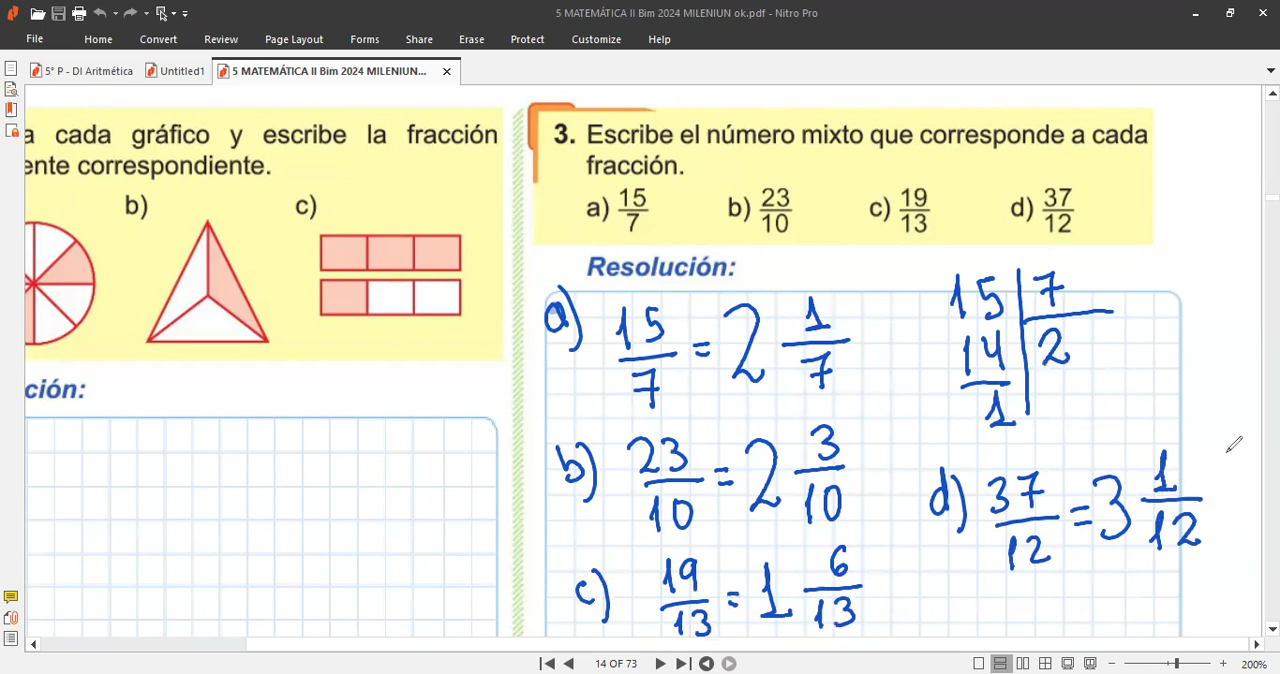 5 MATEMÁTICA II Bim 2024 MILENIUN ok.pdf - Nitro Pro
File Home Convert Review Page Layout Forms Share Erase Protect Customize Help
5° P - DI Aritmética Untitled1 5 MATEMÁTICA II Bim 2024 MILENIUN...
a cada gráfico y escribe la fracción
ente correspondiente.
b) c)
ción:
3. Escribe el número mixto que corresponde a cada
fracción.
a) 15/7 b) 23/10 c) 19/13 d) 37/12
Resolución:
a) 15/7 = 2 1/7
15 | 7
14 | 2
1
b) 23/10 = 2 3/10
d) 37/12 = 3 1/12
c) 19/13 = 1 6/13
14 OF 73
200%